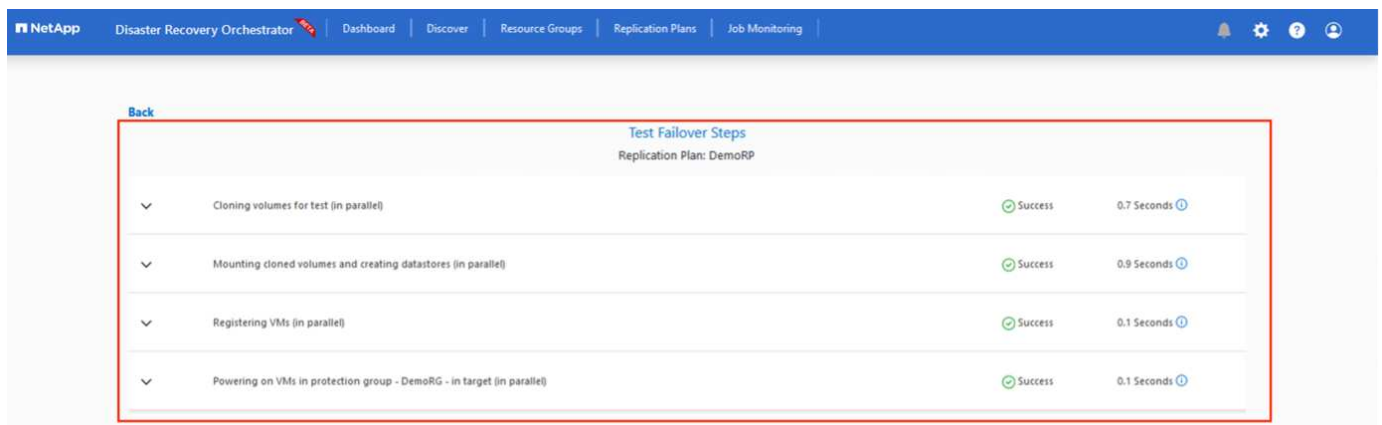 NetApp Disaster Recovery Orchestrator Dashboard Discover Resource Groups Replication Plans Job Monitoring
Back
Test Failover Steps
Replication Plan: DemoRP
Cloning volumes for test (in parallel) Success 0.7 Seconds
Mounting cloned volumes and creating datastores (in parallel) Success 0.9 Seconds
Registering VMs (in parallel) Success 0.1 Seconds
Powering on VMs in protection group - DemoRG - in target (in parallel) Success 0.1 Seconds